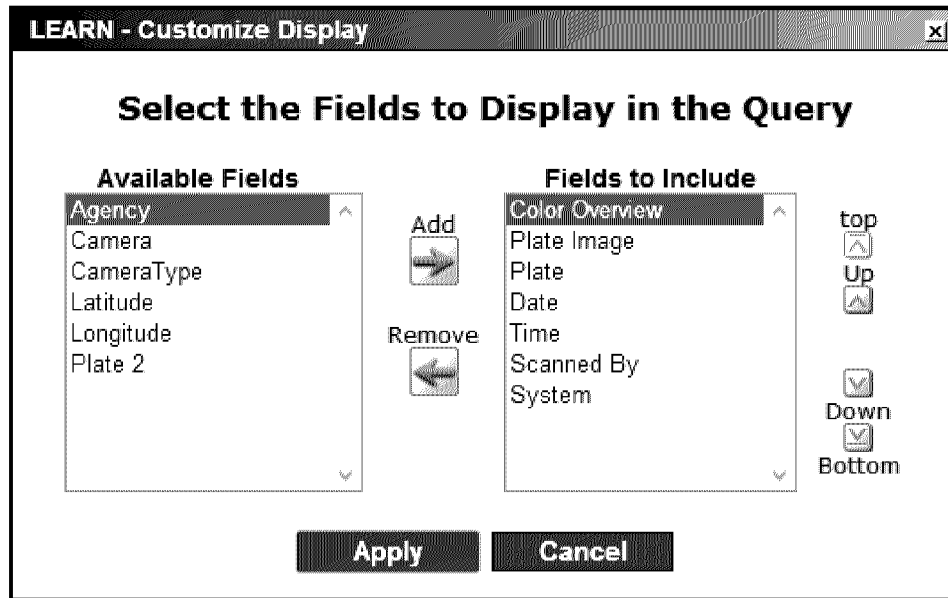 LEARN - Customize Display
Select the Fields to Display in the Query
Available Fields
Agency
Camera
CameraType
Latitude
Longitude
Plate 2
Add
Remove
Fields to Include
Color Overview
Plate Image
Plate
Date
Time
Scanned By
System
top
Up
Down
Bottom
Apply
Cancel